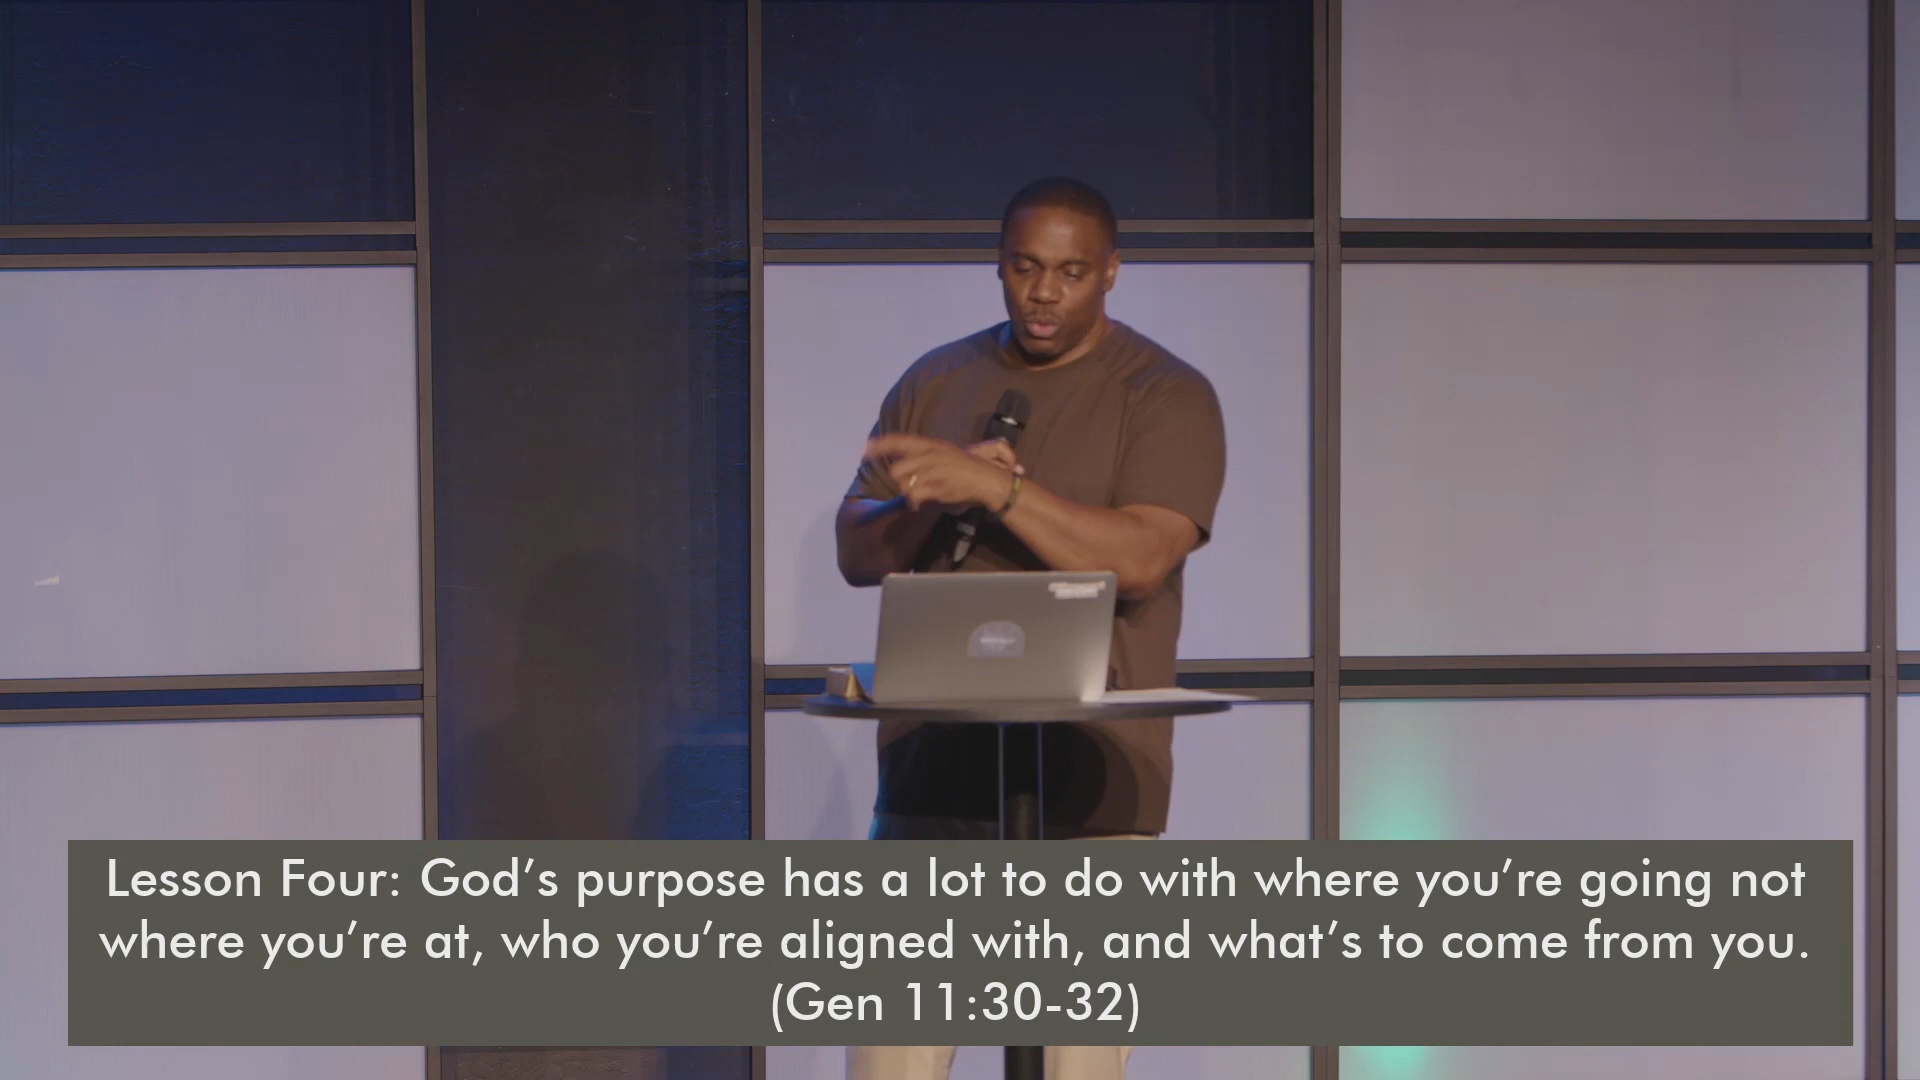 Lesson Four: God’s purpose has a lot to do with where you’re going not
where you’re at, who you’re aligned with, and what’s to come from you.
(Gen 11:30-32)